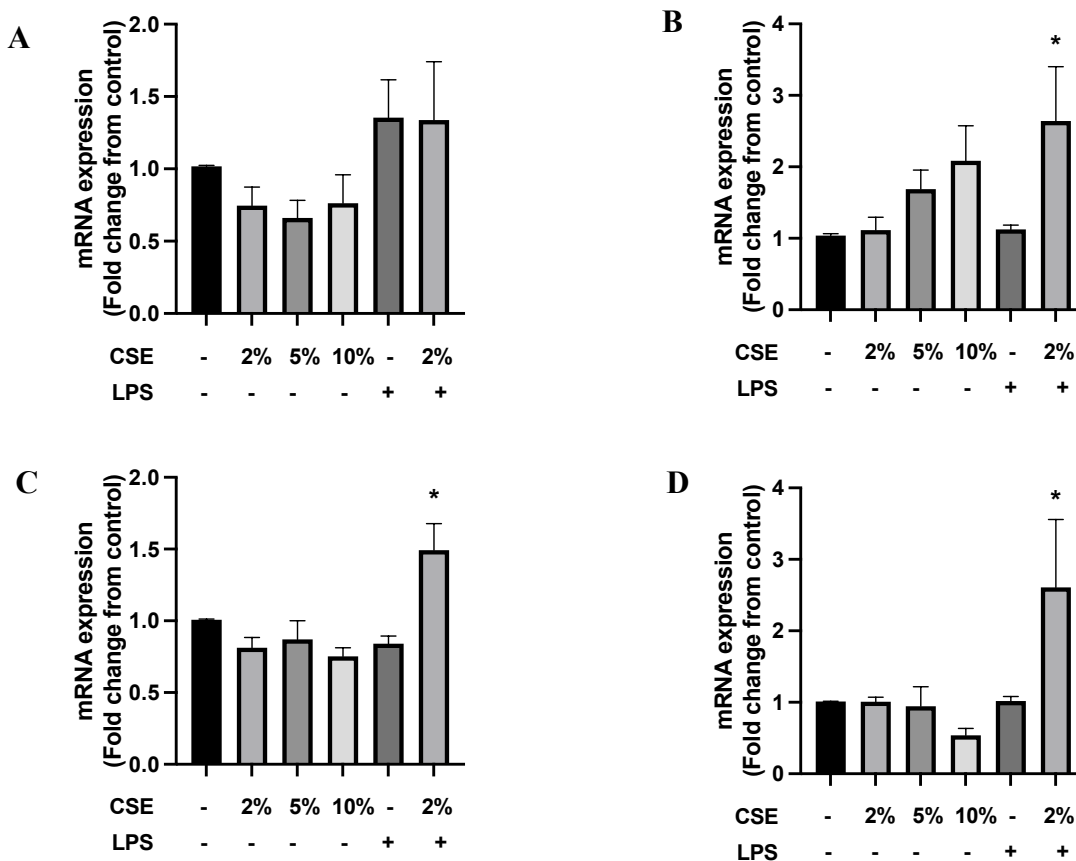 A
mRNA expression
(Fold change from control)
2.0
1.5
1.0
0.5
0.0
CSE - 2% 5% 10% - 2%
LPS - - - - + +
B
mRNA expression
(Fold change from control)
*
4
3
2
1
0
CSE - 2% 5% 10% - 2%
LPS - - - - + +
C
mRNA expression
(Fold change from control)
*
2.0
1.5
1.0
0.5
0.0
CSE - 2% 5% 10% - 2%
LPS - - - - + +
D
mRNA expression
(Fold change from control)
*
4
3
2
1
0
CSE - 2% 5% 10% - 2%
LPS - - - - + +